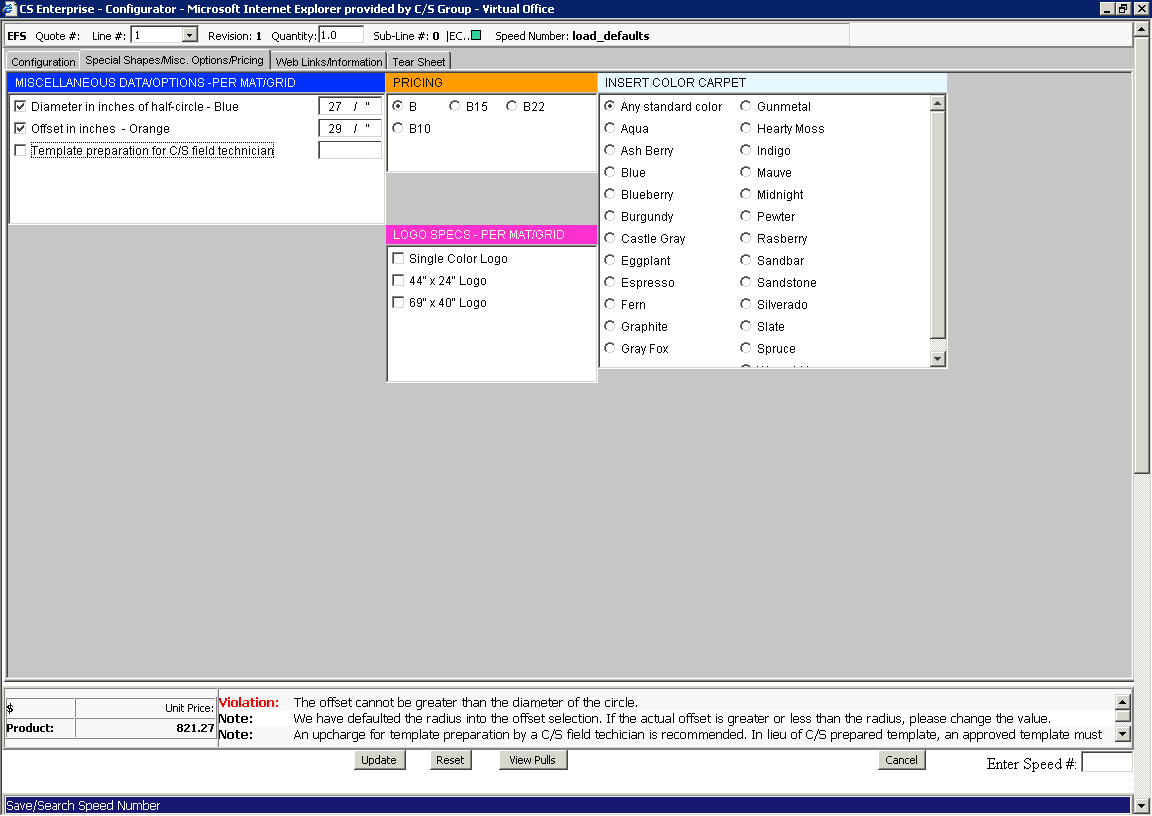 CS Enterprise - Configurator - Microsoft Internet Explorer provided by C/S Group - Virtual Office
EFS Quote #: Line #: 1 Revision: 1 Quantity: 1.0 Sub-Line #: 0 |EC.. Speed Number: load_defaults
Configuration Special Shapes/Misc. Options/Pricing Web Links/Information Tear Sheet
MISCELLANEOUS DATA/OPTIONS -PER MAT/GRID
Diameter in inches of half-circle - Blue 27 / "
Offset in inches - Orange 29 / "
Template preparation for C/S field technician
PRICING
B B15 B22
B10
LOGO SPECS - PER MAT/GRID
Single Color Logo
44" x 24" Logo
69" x 40" Logo
INSERT COLOR CARPET
Any standard color Gunmetal
Aqua Hearty Moss
Ash Berry Indigo
Blue Mauve
Blueberry Midnight
Burgundy Pewter
Castle Gray Rasberry
Eggplant Sandbar
Espresso Sandstone
Fern Silverado
Graphite Slate
Gray Fox Spruce
$ Unit Price:
Product: 821.27
Violation: The offset cannot be greater than the diameter of the circle.
Note: We have defaulted the radius into the offset selection. If the actual offset is greater or less than the radius, please change the value.
Note: An upcharge for template preparation by a C/S field techician is recommended. In lieu of C/S prepared template, an approved template must
Update Reset View Pulls Cancel Enter Speed #:
Save/Search Speed Number